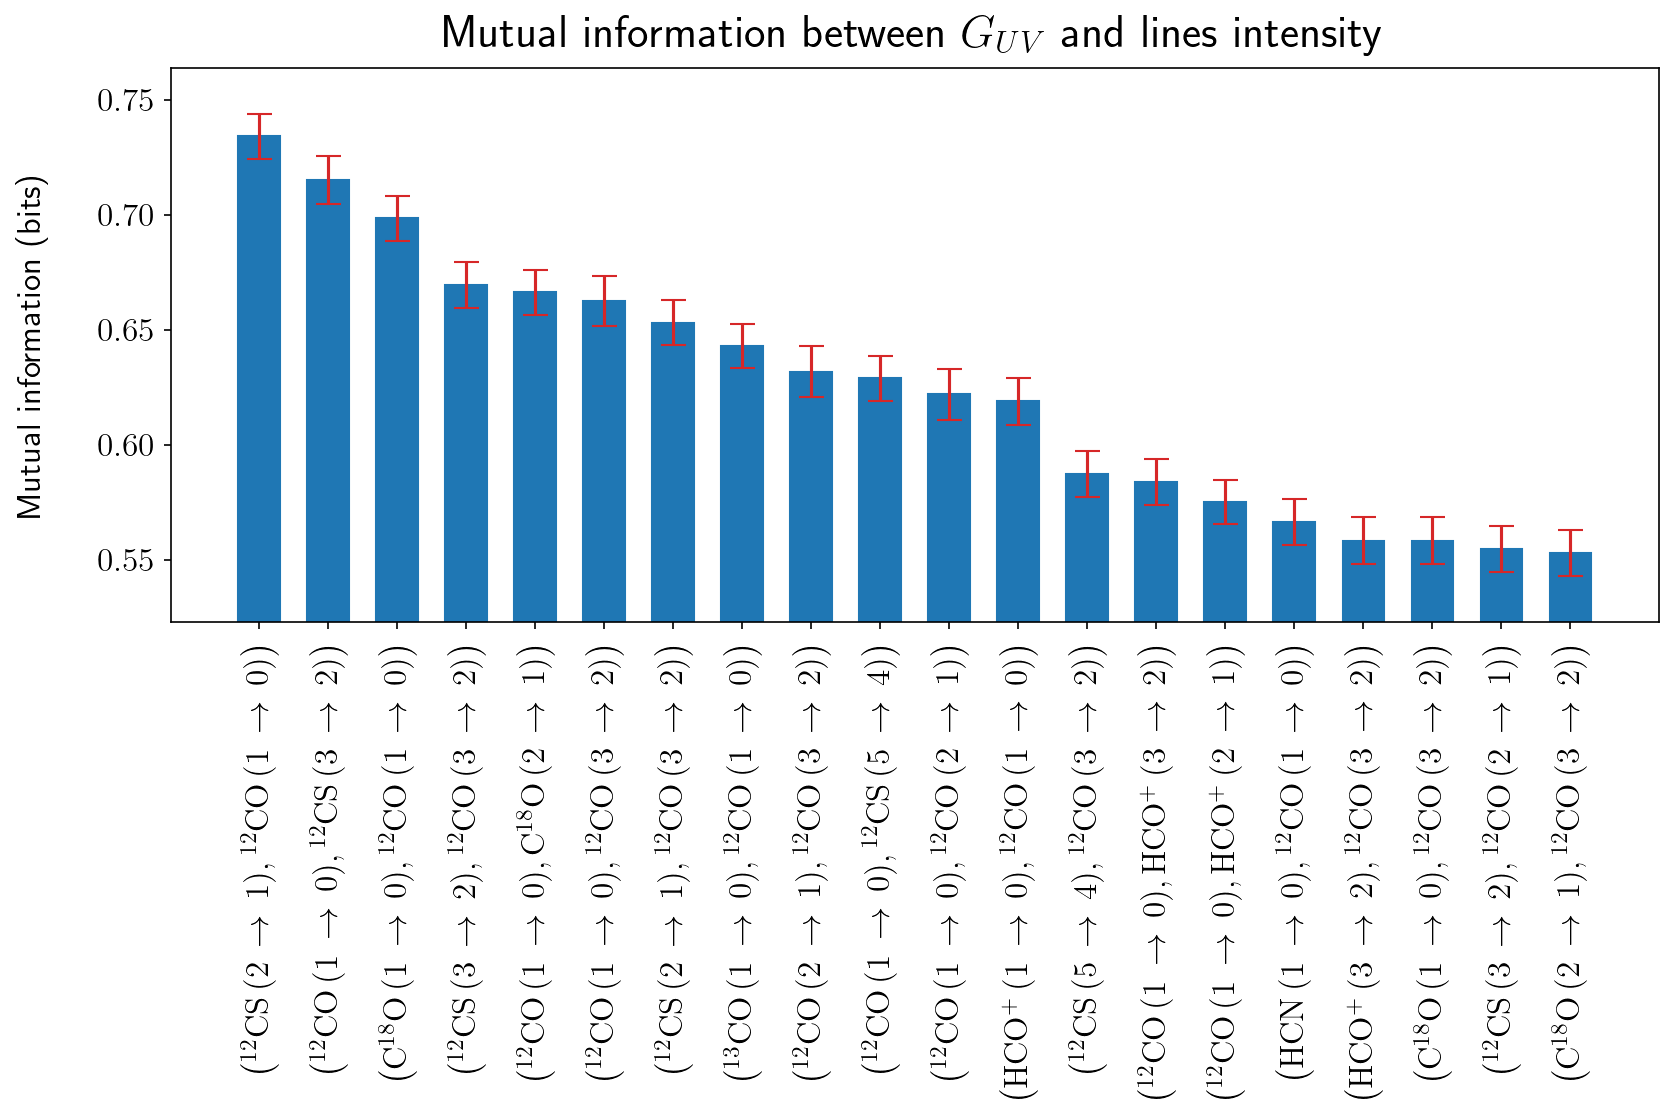 Mutual information between G_{UV} and lines intensity
Mutual information (bits)
0.75
0.70
0.65
0.60
0.55
(¹²CS (2 → 1), ¹²CO (1 → 0))
(¹²CO (1 → 0), ¹²CS (3 → 2))
(C¹⁸O (1 → 0), ¹²CO (1 → 0))
(¹²CS (3 → 2), ¹²CO (3 → 2))
(¹²CO (1 → 0), C¹⁸O (2 → 1))
(¹²CO (1 → 0), ¹²CO (3 → 2))
(¹²CS (2 → 1), ¹²CO (3 → 2))
(¹³CO (1 → 0), ¹²CO (1 → 0))
(¹²CO (2 → 1), ¹²CO (3 → 2))
(¹²CO (1 → 0), ¹²CS (5 → 4))
(¹²CO (1 → 0), ¹²CO (2 → 1))
(HCO⁺ (1 → 0), ¹²CO (1 → 0))
(¹²CS (5 → 4), ¹²CO (3 → 2))
(¹²CO (1 → 0), HCO⁺ (3 → 2))
(¹²CO (1 → 0), HCO⁺ (2 → 1))
(HCN (1 → 0), ¹²CO (1 → 0))
(HCO⁺ (3 → 2), ¹²CO (3 → 2))
(C¹⁸O (1 → 0), ¹²CO (3 → 2))
(¹²CS (3 → 2), ¹²CO (2 → 1))
(C¹⁸O (2 → 1), ¹²CO (3 → 2))